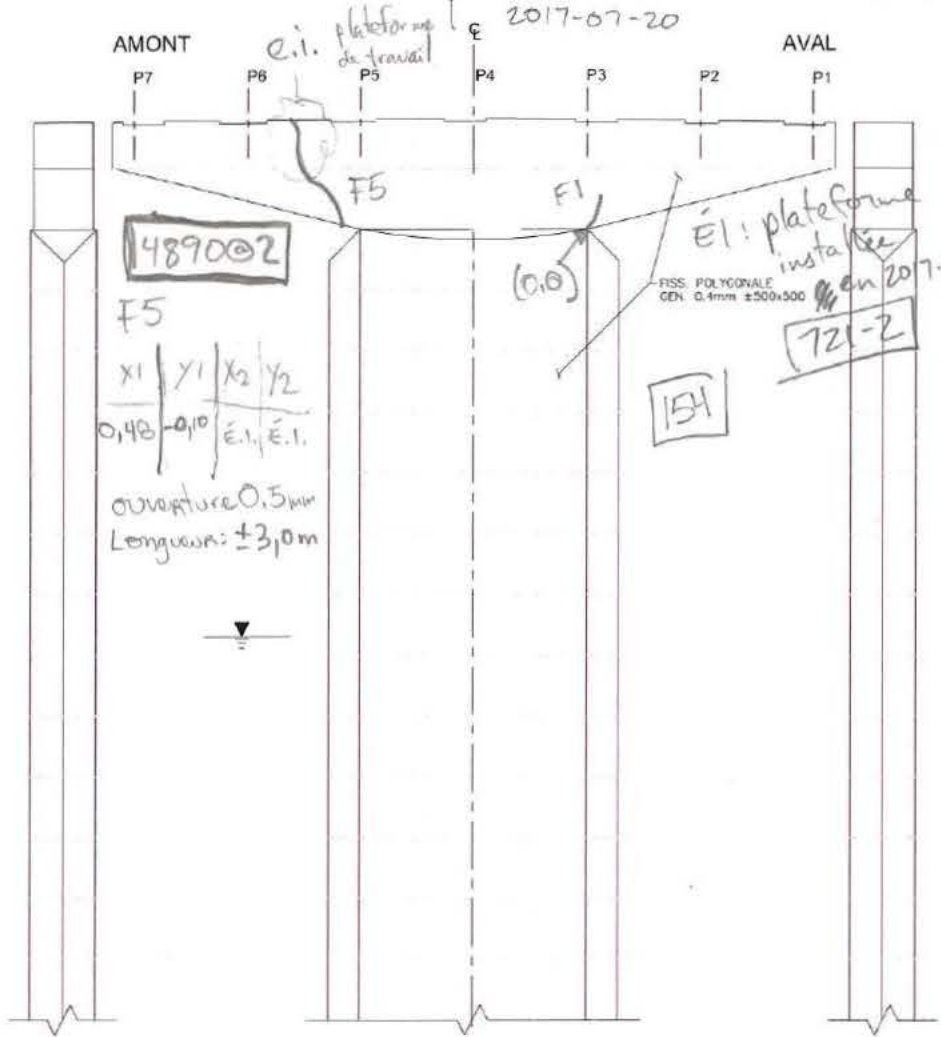 2017-07-20
e.i. plateforme
de travail
AMONT
AVAL
P7 P6 P5 P4 P3 P2 P1
F5
F1
(0,0)
É1: plateforme
installée
en 2017-
FISS. POLYGONALE
GEN. 0.4mm ±500x500
721-2
154
4890@2
F5
X1 Y1 X2 Y2
0,48 -0,10 É.I. É.I.
ouverture 0.5mm
Longueur: ±3,0m